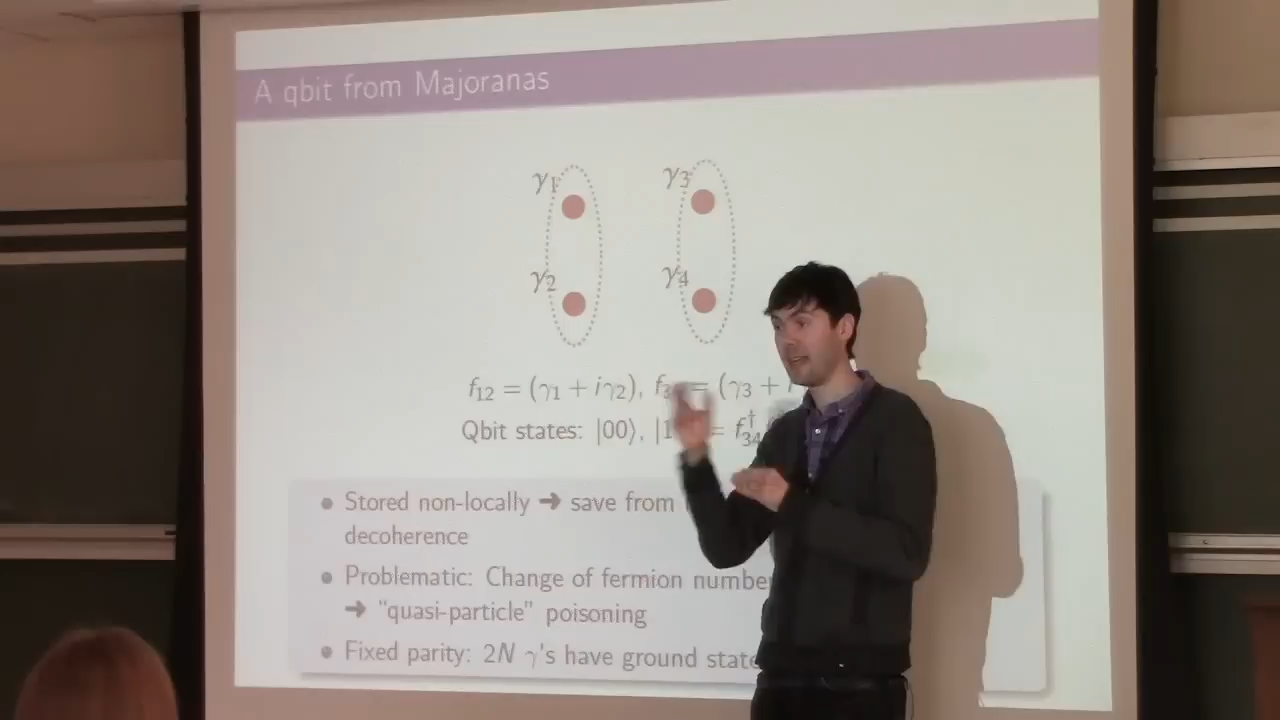 A qbit from Majoranas
γ1 γ3
γ2 γ4
f12 = (γ1 + iγ2), f3 = (γ3 +
Qbit states: |00⟩, |1 = f†34
Stored non-locally ➜ save from
decoherence
Problematic: Change of fermion number
➜ "quasi-particle" poisoning
Fixed parity: 2N γ's have ground state